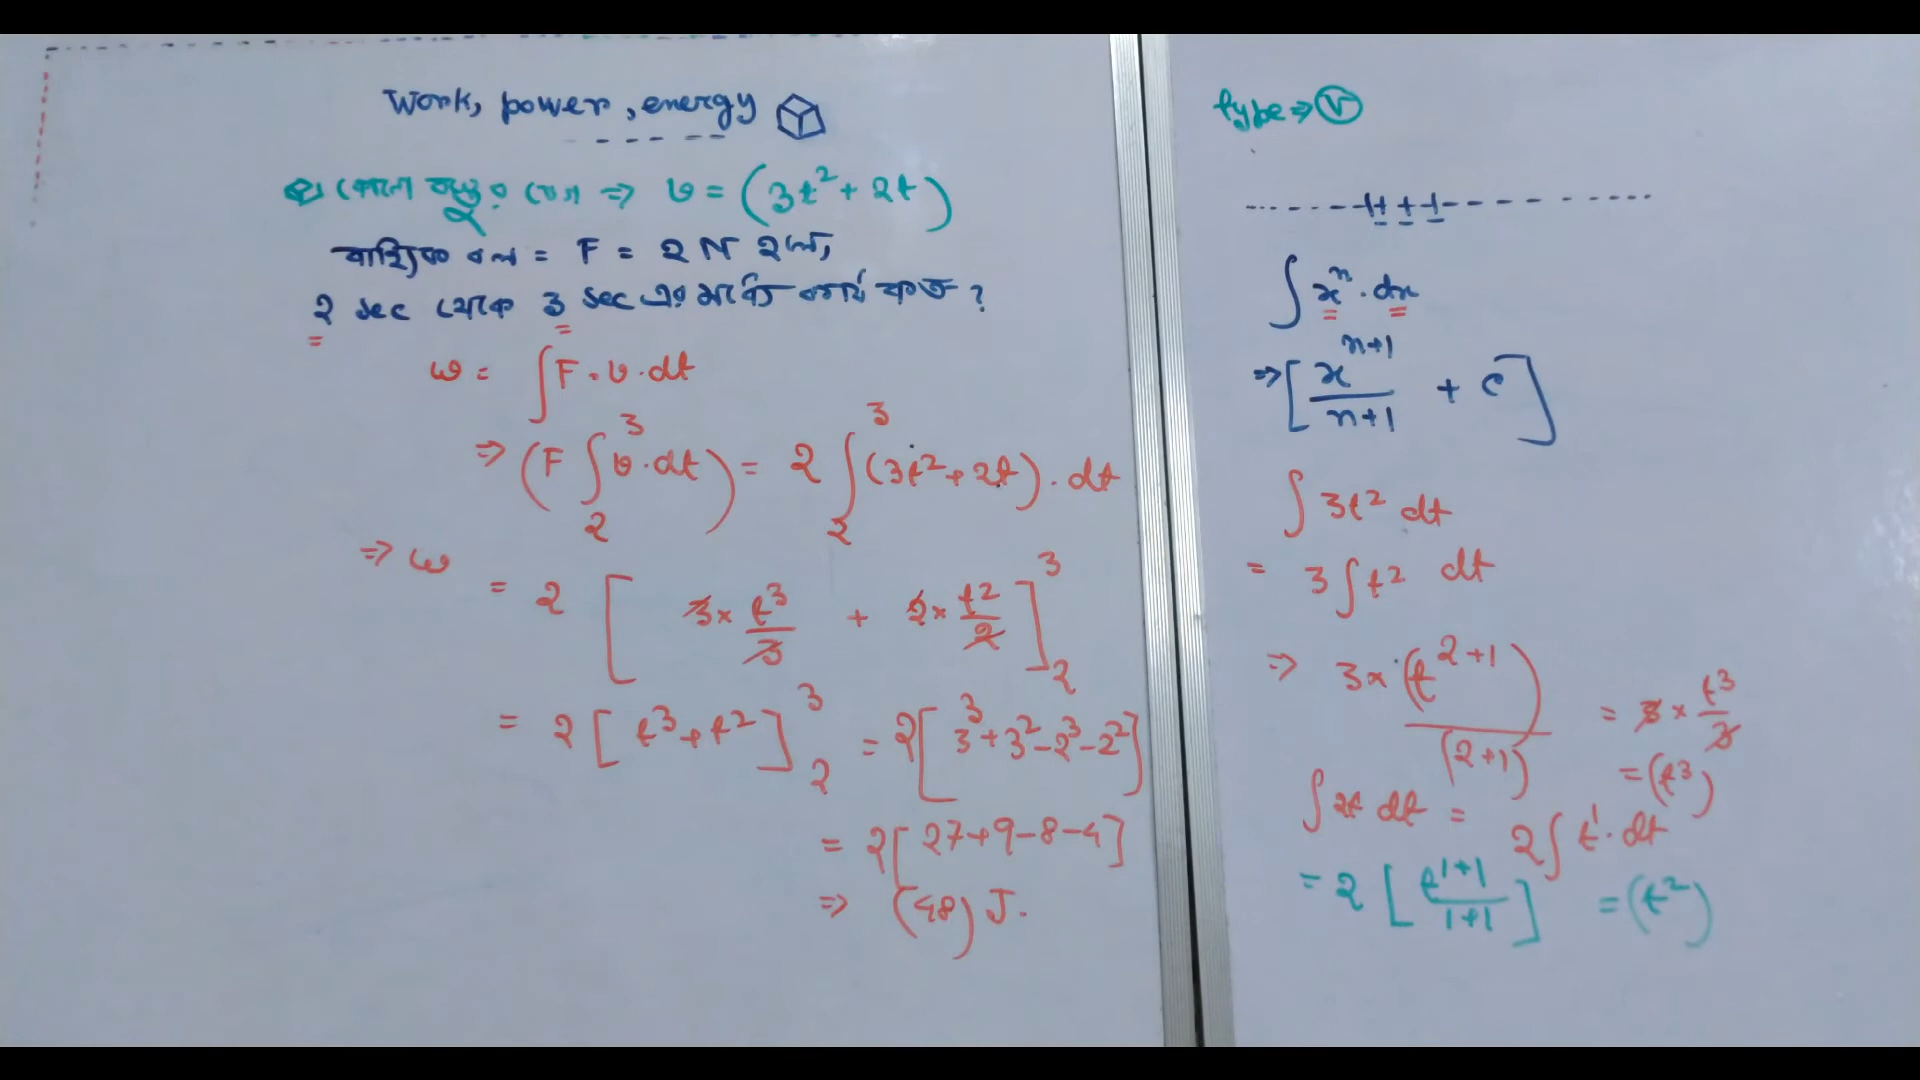 Work, power, energy
কোনো বস্তুর বেগ ⇒ v = (3t² + 2t)
বাহ্যিক বল = F = 2 N হলে,
2 sec থেকে 3 sec এর মধ্যে কার্য কত ?
w = ∫ F . v . dt
⇒ (F ∫₂³ v . dt) = 2 ∫₂³ (3t² + 2t) . dt
⇒ w
= 2 [ 3 × t³/3 + 2 × t²/2 ]₂³
= 2 [ t³ + t² ]₂³ = 2 [ 3³ + 3² - 2³ - 2² ]
= 2 [ 27 + 9 - 8 - 4 ]
⇒ (48) J .
type ⇒ V
∫ xⁿ . dx
⇒ [ xⁿ⁺¹/n+1 + c ]
∫ 3t² dt
= 3 ∫ t² dt
⇒ 3 × (t²⁺¹)/(2+1) = 3 × t³/3
= (t³)
∫ 2t dt = 2 ∫ t¹ . dt
= 2 [ t¹⁺¹/1+1 ] = (t²)